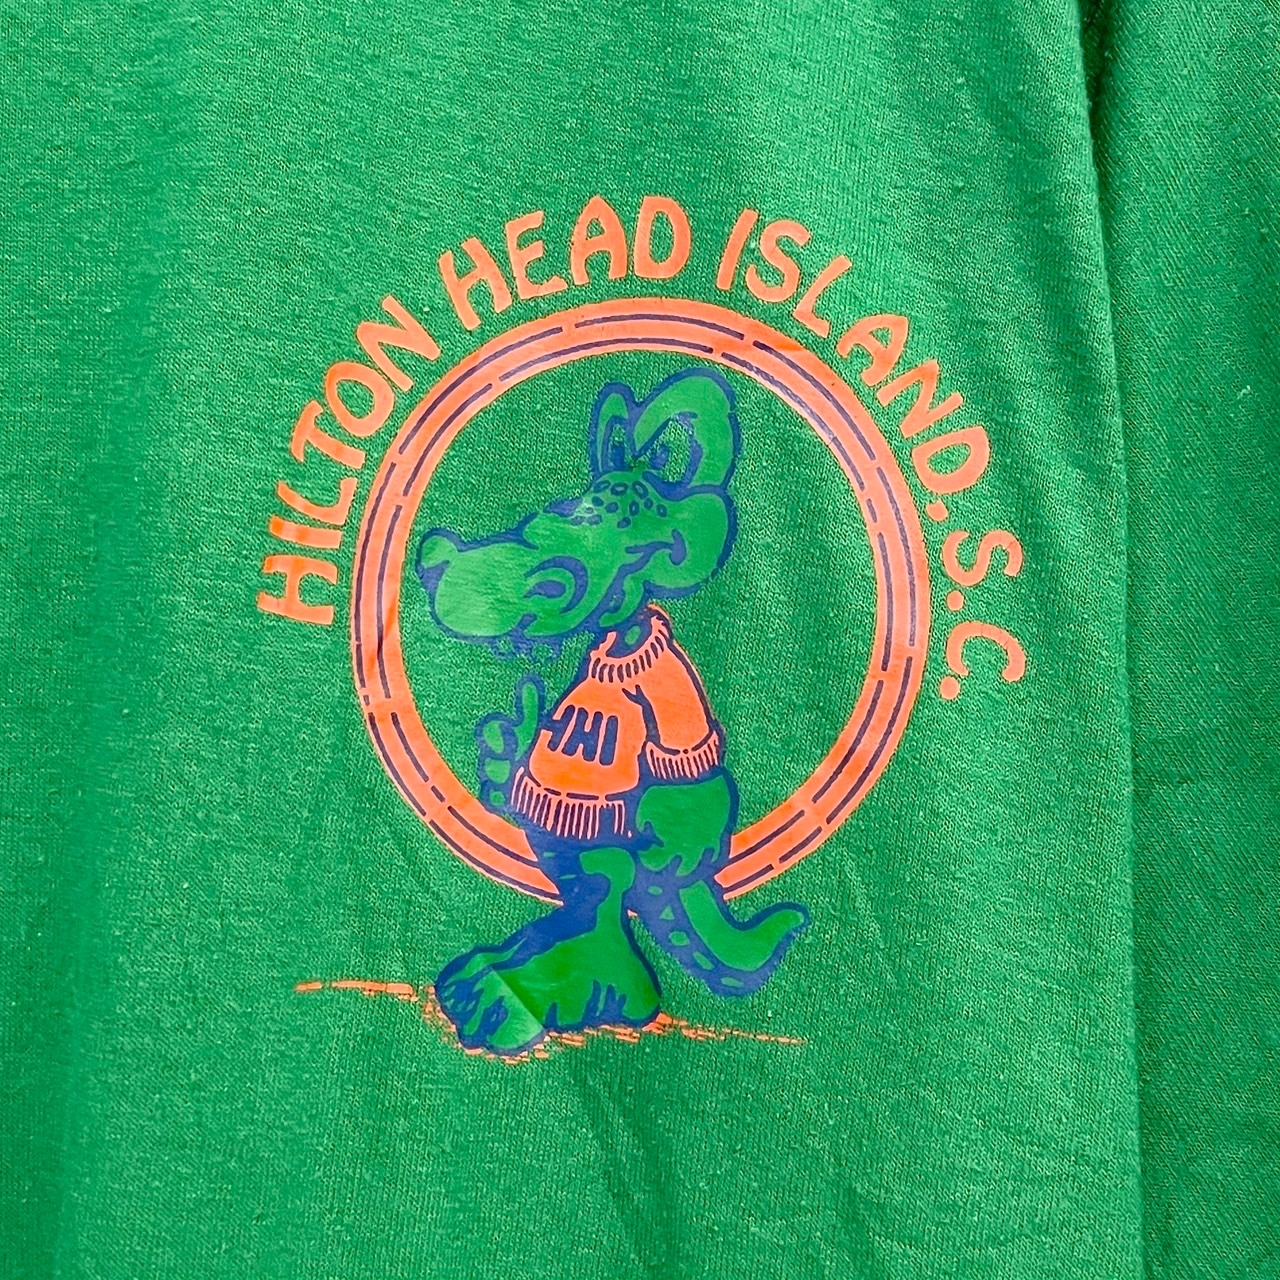 HILTON HEAD ISLAND, S.C.
HHI